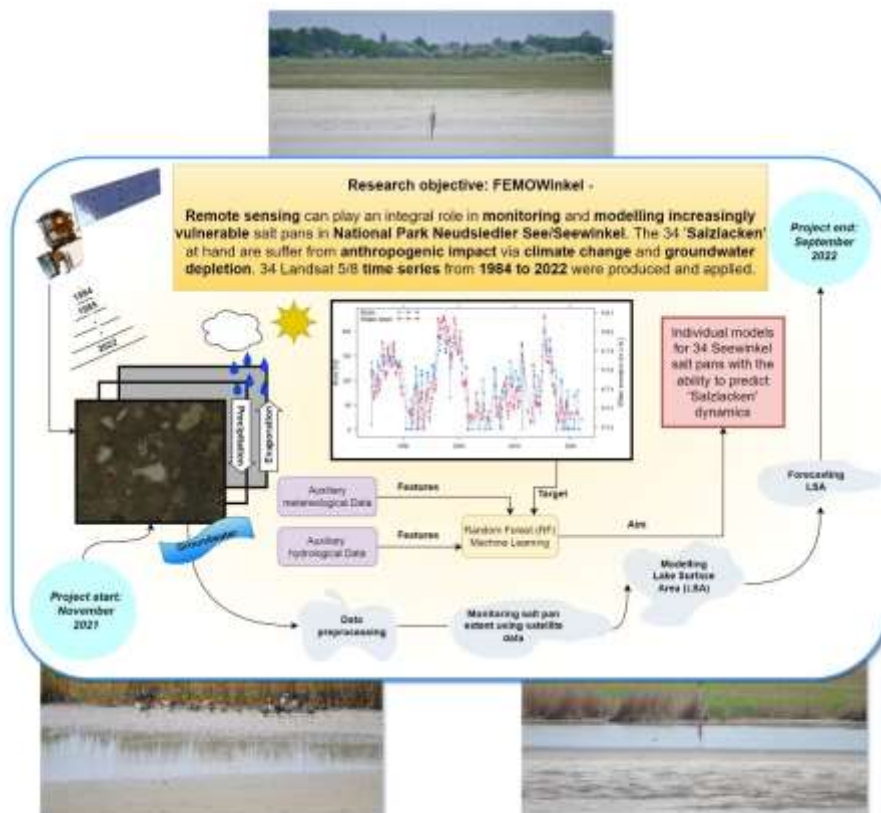 Research objective: FEMOWinkel -
Remote sensing can play an integral role in monitoring and modelling increasingly
vulnerable salt pans in National Park Neudsiedler See/Seewinkel. The 34 'Salzlacken'
at hand are suffer from anthropogenic impact via climate change and groundwater
depletion. 34 Landsat 5/8 time series from 1984 to 2022 were produced and applied.
Project end:
September
2022
1984
1985
2022
Individual models
for 34 Seewinkel
salt pans with the
ability to predict
'Salzlacken'
dynamics
Precipitation
Evaporation
Groundwater
Auxiliary
metereological Data
Features
Target
Auxiliary
hydrological Data
Features
Random Forest (RF)
Machine Learning
Aim
Forecasting
LSA
Project start:
November
2021
Data
preprocessing
Monitoring salt pan
extent using satellite
data
Modelling
Lake Surface
Area (LSA)